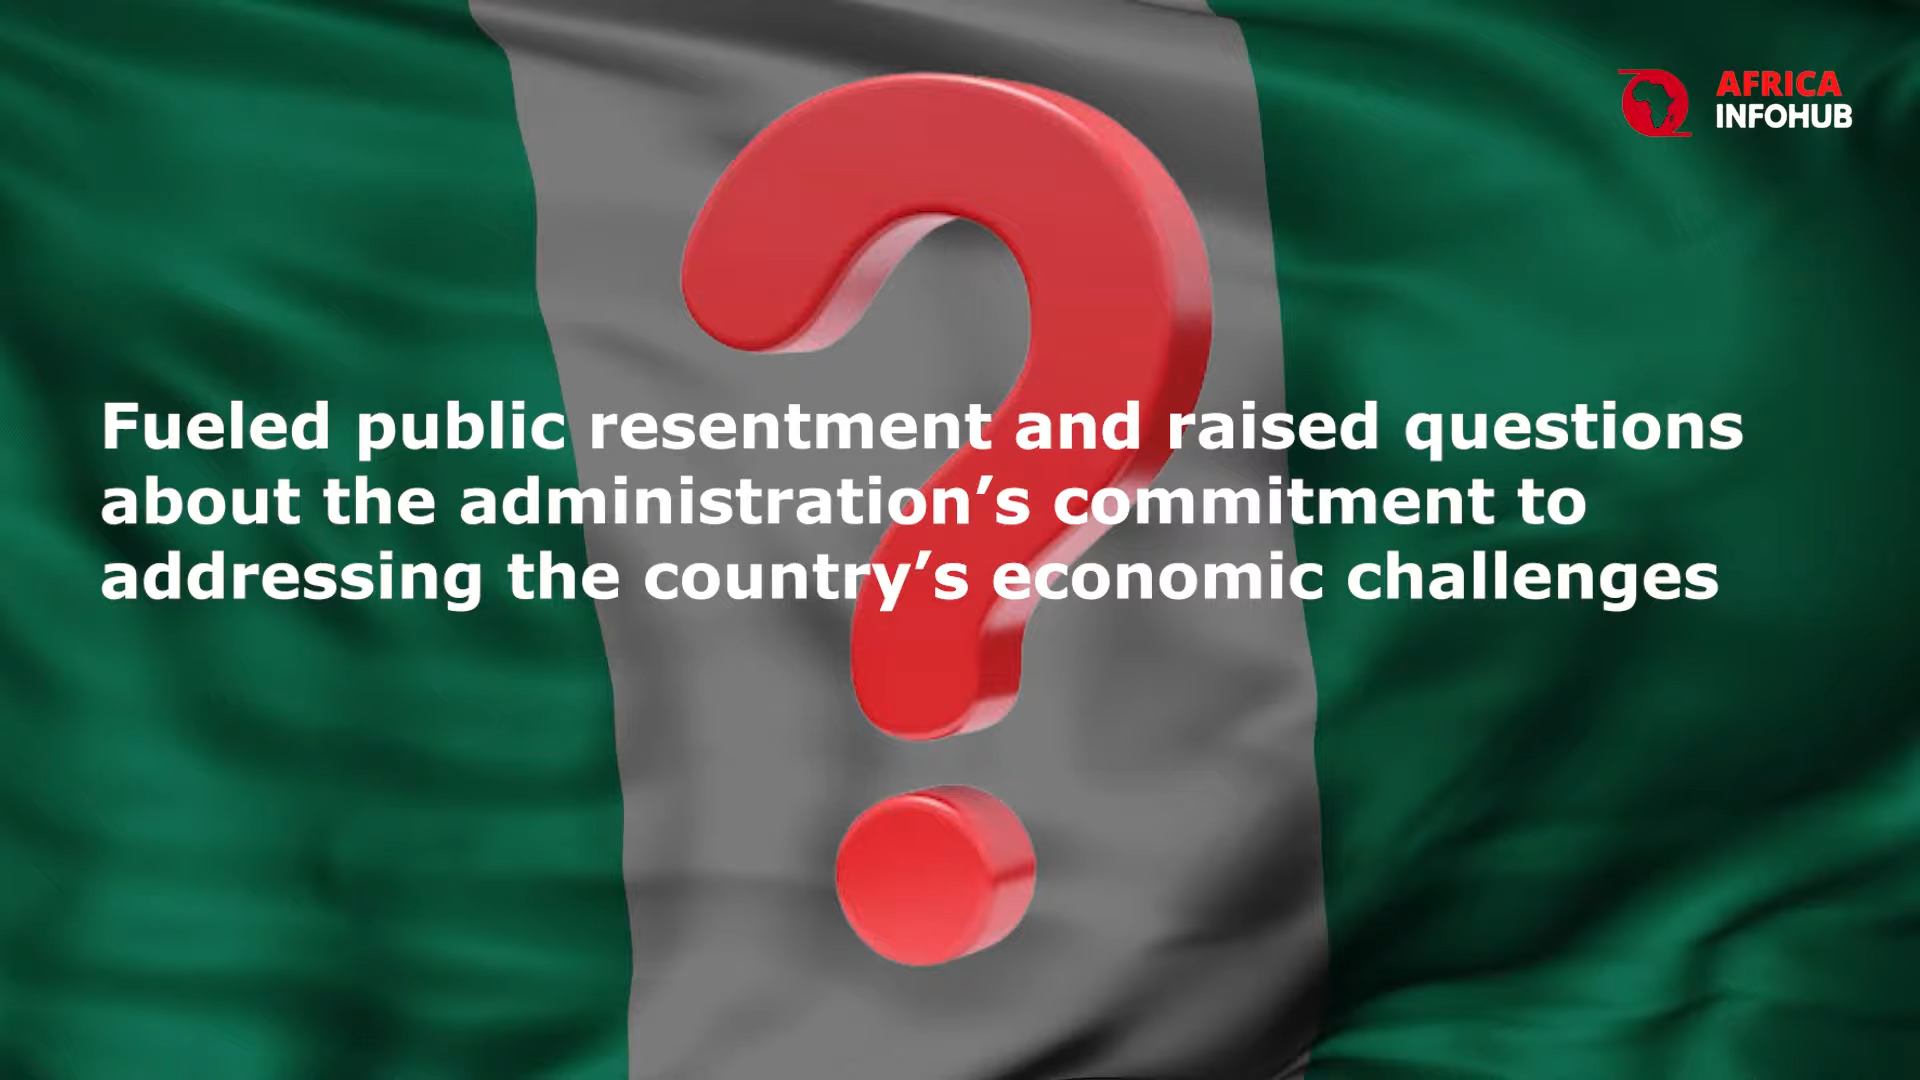 AFRICA
INFOHUB
Fueled public resentment and raised questions
about the administration’s commitment to
addressing the country’s economic challenges